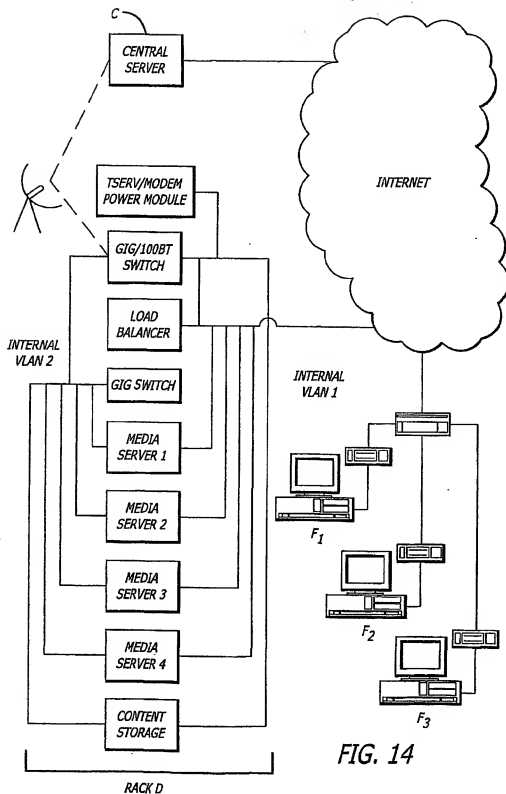 C
CENTRAL
SERVER
INTERNET
TSERV/MODEM
POWER MODULE
GIG/100BT
SWITCH
LOAD
BALANCER
INTERNAL
VLAN 2
INTERNAL
VLAN 1
GIG SWITCH
MEDIA
SERVER 1
MEDIA
SERVER 2
MEDIA
SERVER 3
MEDIA
SERVER 4
CONTENT
STORAGE
F1
F2
F3
RACK D
FIG. 14